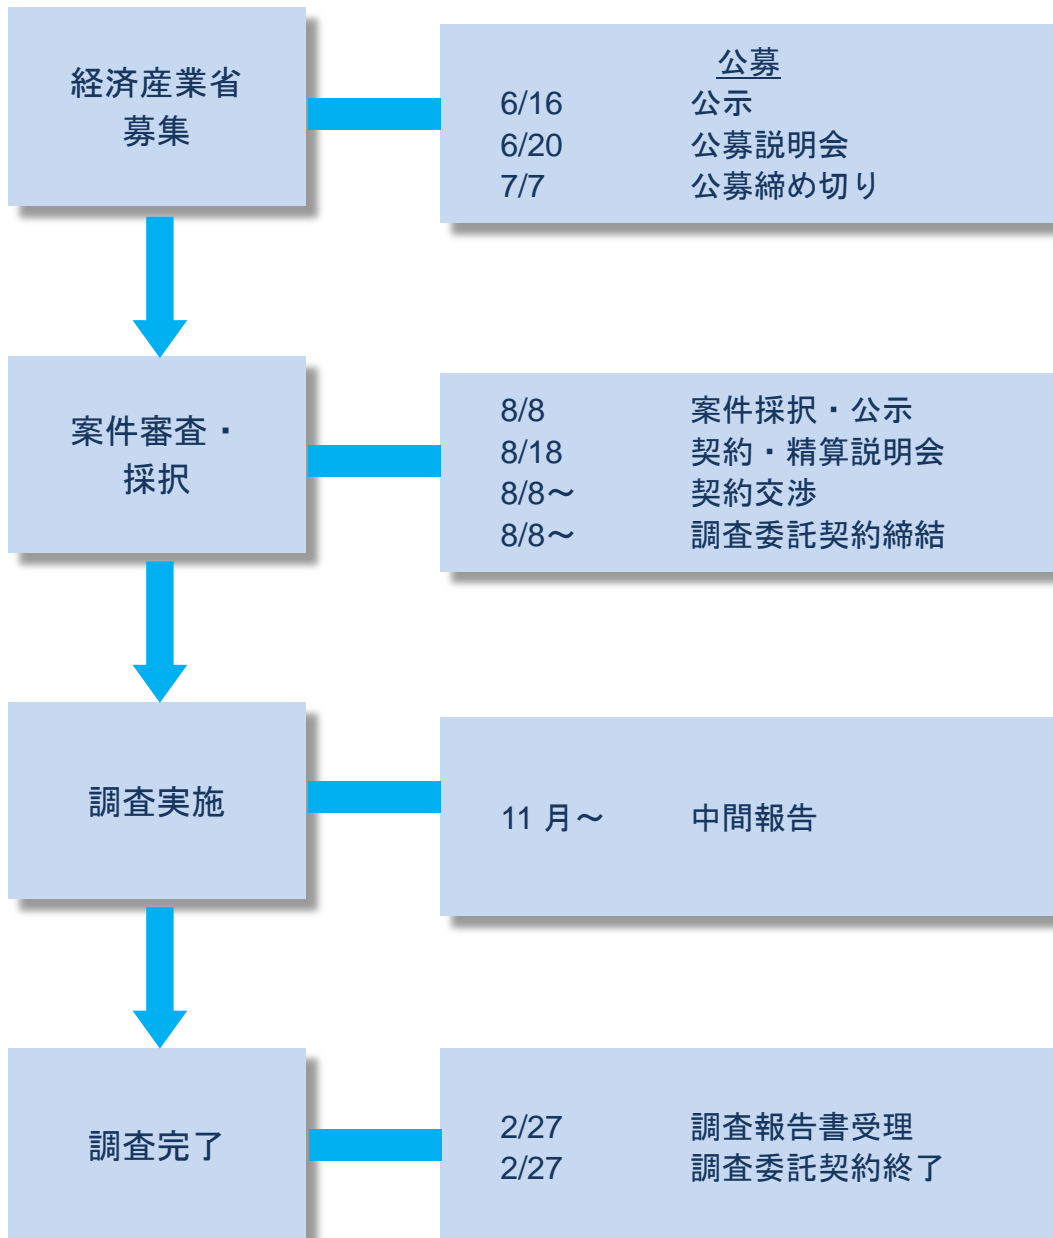 経済産業省
募集
公募
6/16 公示
6/20 公募説明会
7/7 公募締め切り
案件審査・
採択
8/8 案件採択・公示
8/18 契約・精算説明会
8/8～ 契約交渉
8/8～ 調査委託契約締結
調査実施
11 月～ 中間報告
調査完了
2/27 調査報告書受理
2/27 調査委託契約終了